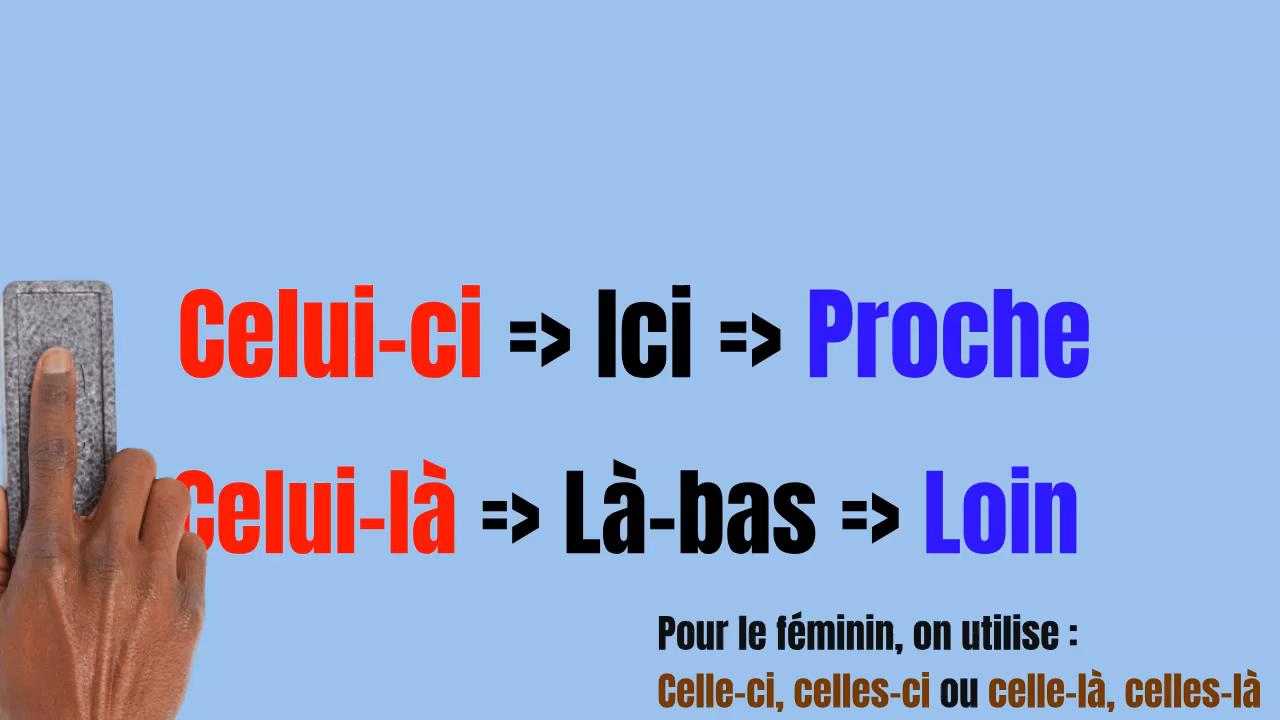 Celui-ci => Ici => Proche
Celui-là => Là-bas => Loin
Pour le féminin, on utilise :
Celle-ci, celles-ci ou celle-là, celles-là